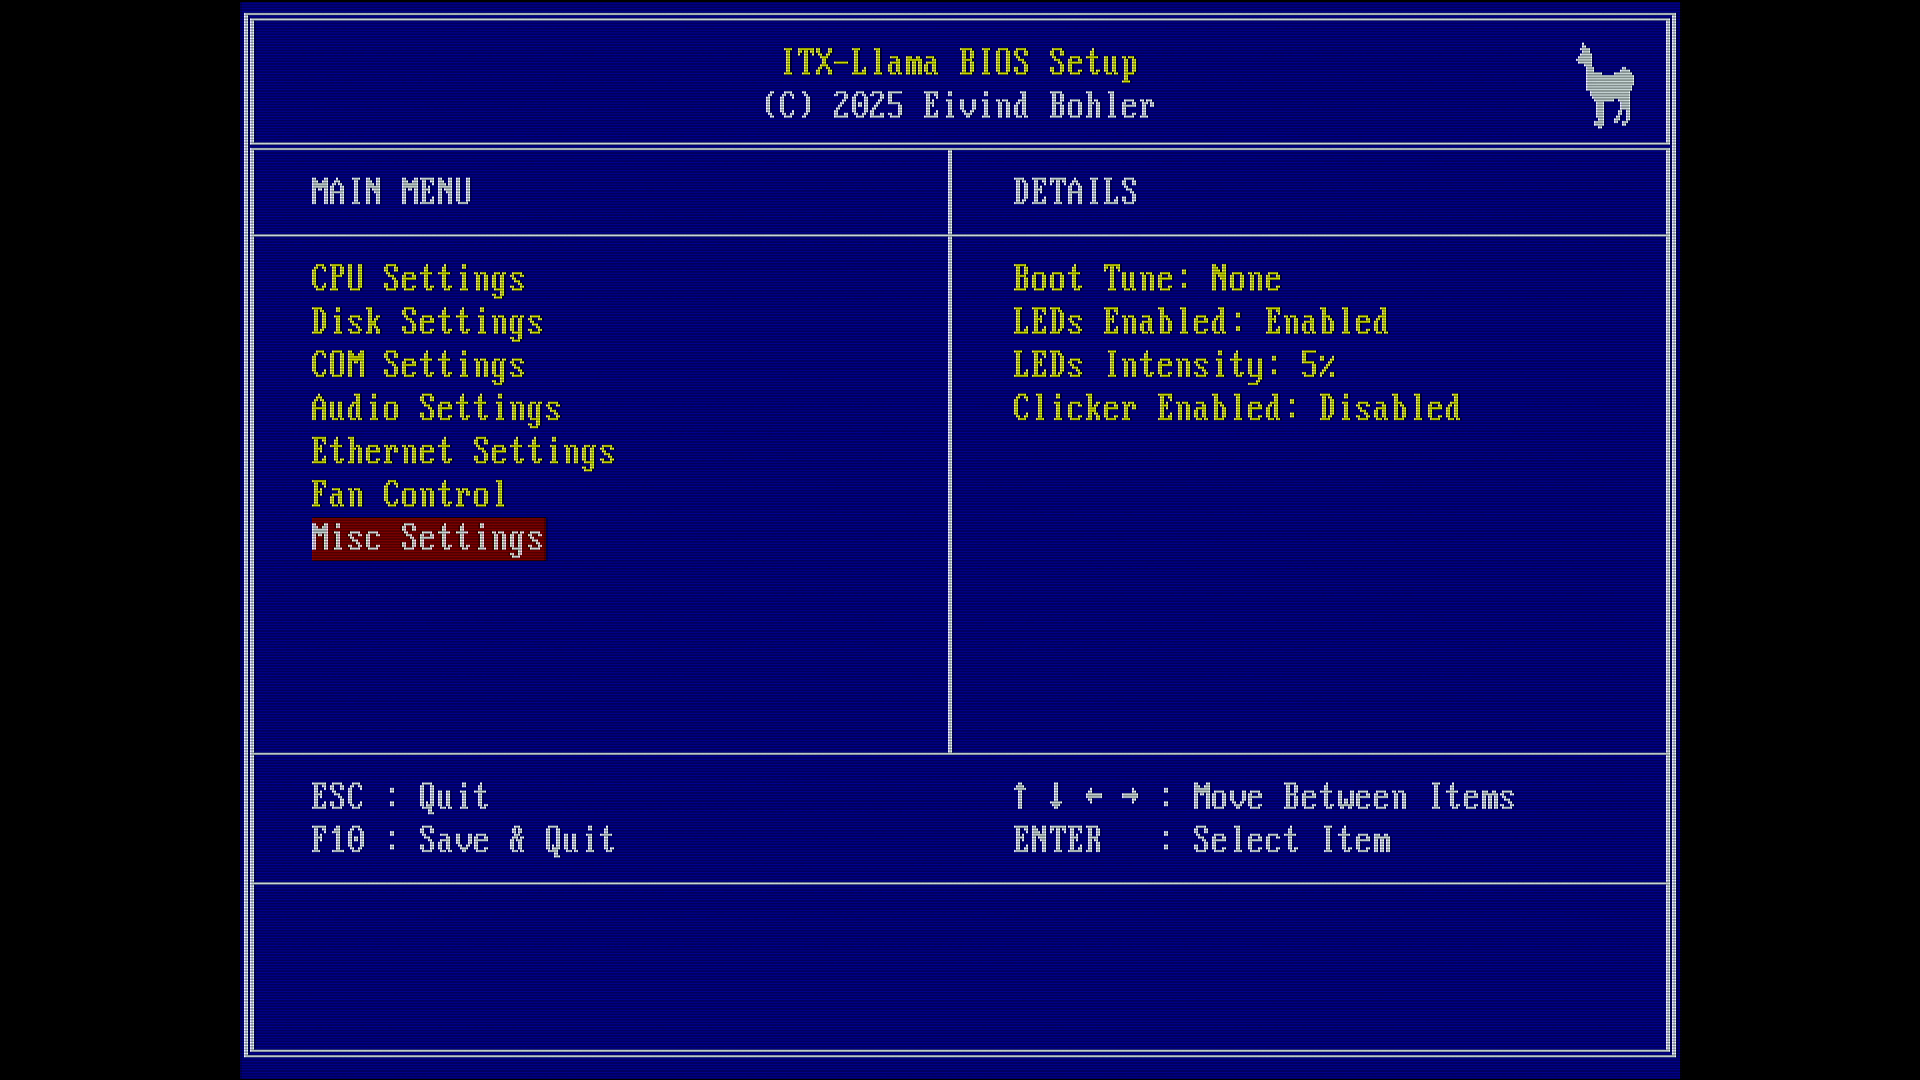 ITX-Llama BIOS Setup
(C) 2025 Eivind Bohler
MAIN MENU
DETAILS
CPU Settings
Disk Settings
COM Settings
Audio Settings
Ethernet Settings
Fan Control
Misc Settings
Boot Tune: None
LEDs Enabled: Enabled
LEDs Intensity: 5%
Clicker Enabled: Disabled
ESC : Quit
F10 : Save & Quit
↑ ↓ ← → : Move Between Items
ENTER : Select Item